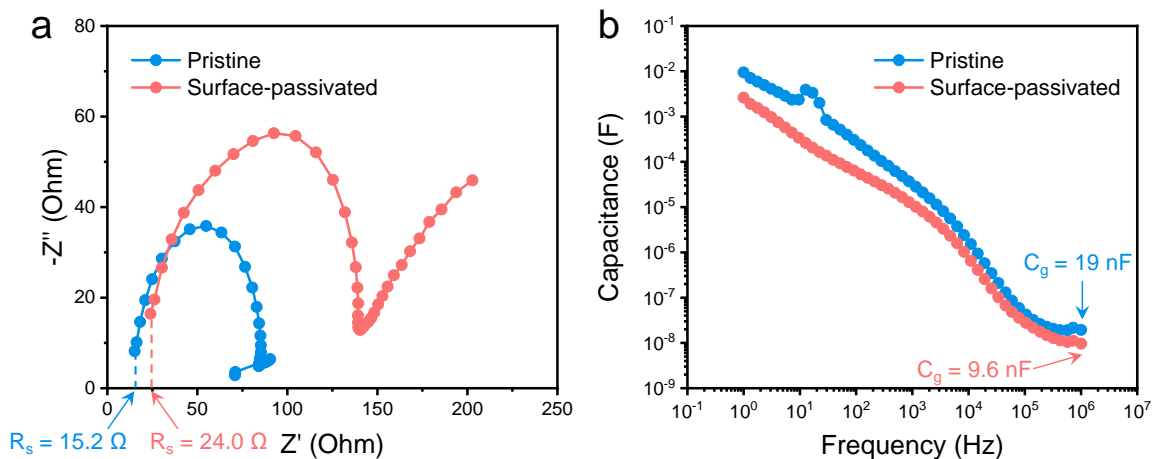 a
80
60
40
20
0
-Z'' (Ohm)
Pristine
Surface-passivated
0 50 100 150 200 250
Z' (Ohm)
R_s = 15.2 Ω
R_s = 24.0 Ω
b
10^-1
10^-2
10^-3
10^-4
10^-5
10^-6
10^-7
10^-8
10^-9
Capacitance (F)
Pristine
Surface-passivated
C_g = 19 nF
C_g = 9.6 nF
10^-1 10^0 10^1 10^2 10^3 10^4 10^5 10^6 10^7
Frequency (Hz)